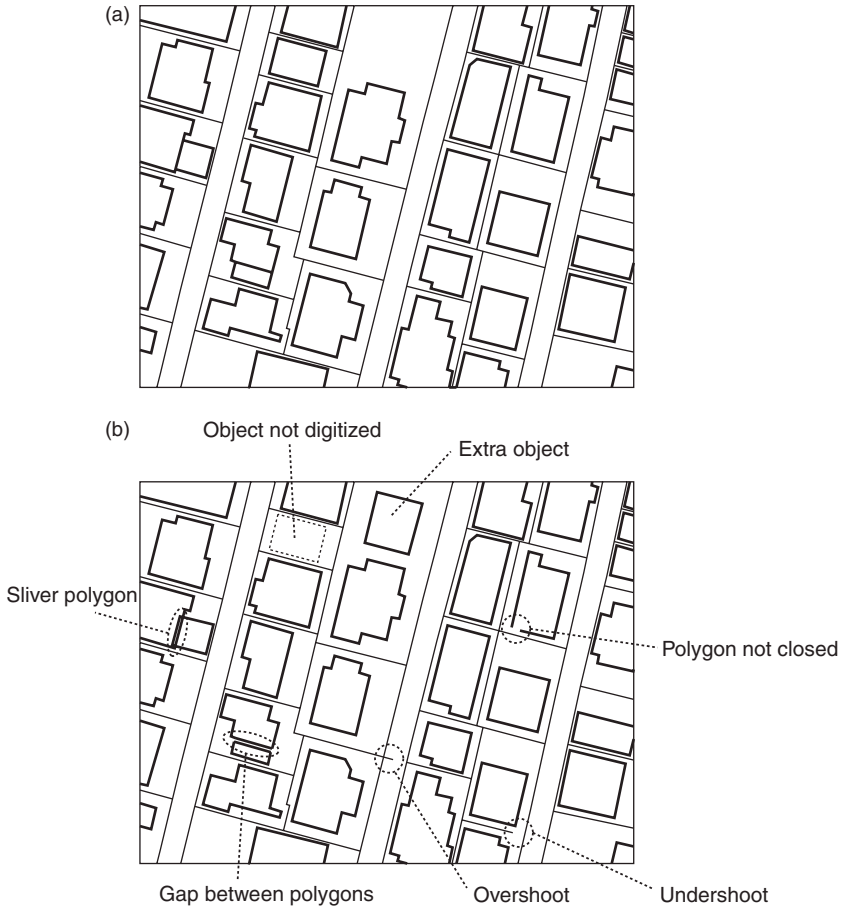 (a)
(b)
Object not digitized
Extra object
Sliver polygon
Polygon not closed
Gap between polygons
Overshoot
Undershoot